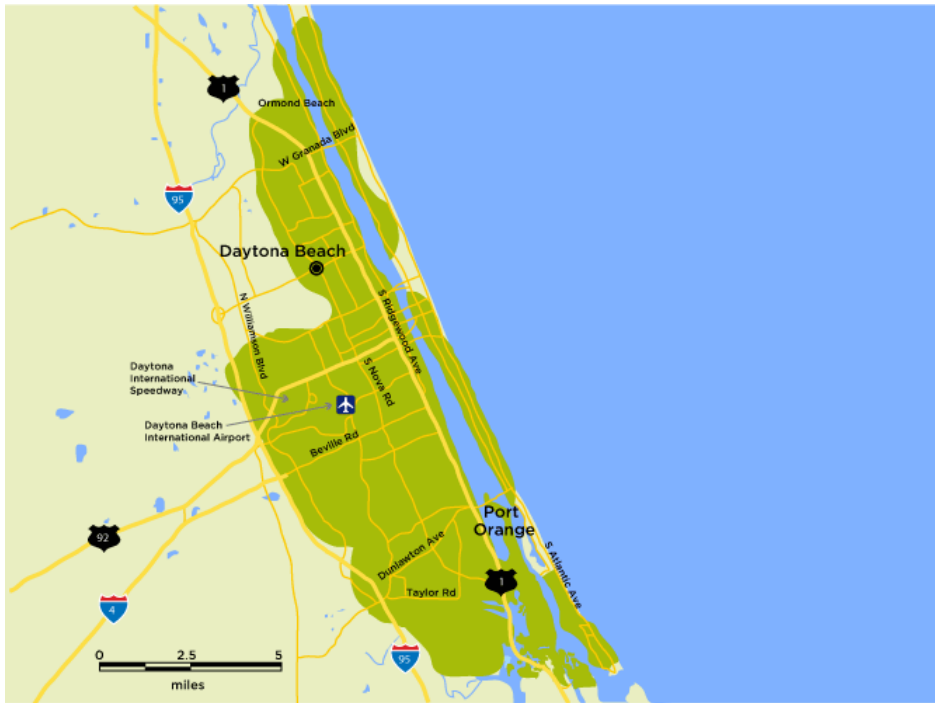 1
Ormond Beach
W Granada Blvd
95
Daytona Beach
N Williamson Blvd
S Ridgewood Ave
Daytona
International
Speedway
S Nova Rd
Daytona Beach
International Airport
Beville Rd
Port
Orange
92
Dunlawton Ave
S Atlantic Ave
1
Taylor Rd
4
95
0 2.5 5
miles